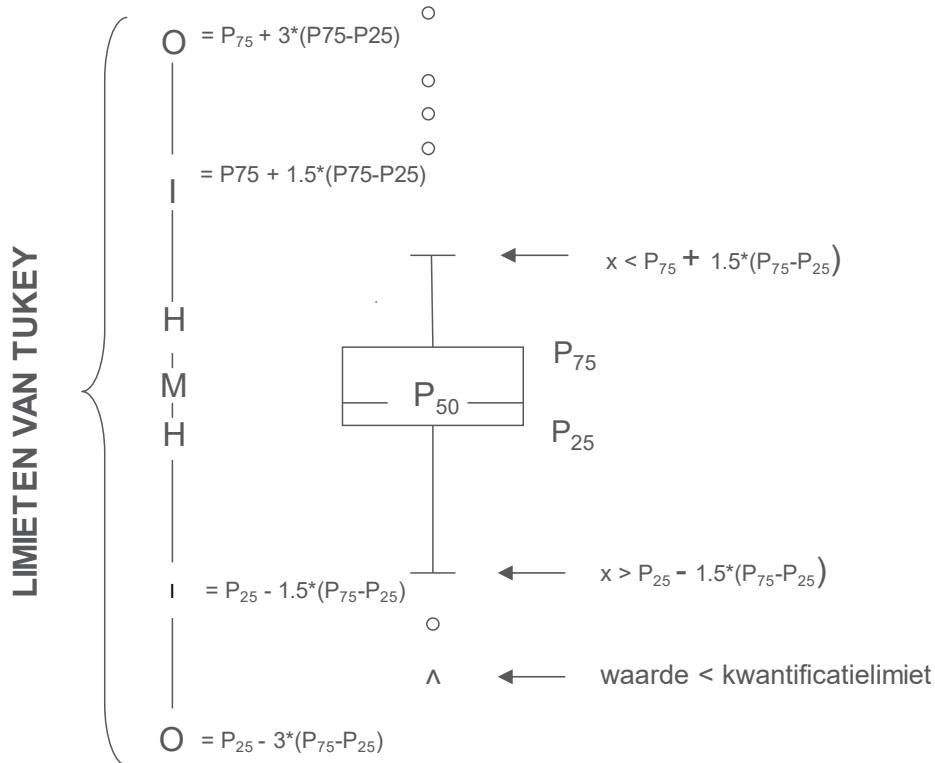 LIMIETEN VAN TUKEY
O = P75 + 3*(P75-P25)
I = P75 + 1.5*(P75-P25)
H
M
H
I = P25 - 1.5*(P75-P25)
O = P25 - 3*(P75-P25)
x < P75 + 1.5*(P75-P25)
P75
P50
P25
x > P25 - 1.5*(P75-P25)
^ waarde < kwantificatielimiet